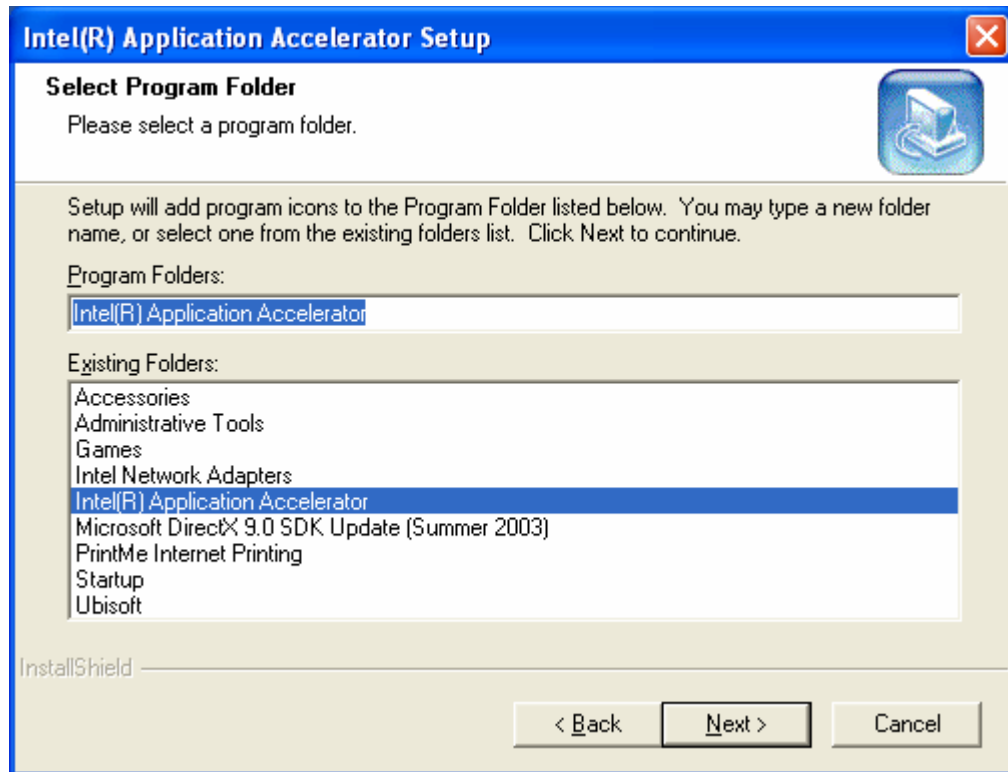 Intel(R) Application Accelerator Setup
Select Program Folder
Please select a program folder.
Setup will add program icons to the Program Folder listed below.  You may type a new folder
name, or select one from the existing folders list.  Click Next to continue.
Program Folders:
Intel(R) Application Accelerator
Existing Folders:
Accessories
Administrative Tools
Games
Intel Network Adapters
Intel(R) Application Accelerator
Microsoft DirectX 9.0 SDK Update (Summer 2003)
PrintMe Internet Printing
Startup
Ubisoft
InstallShield
< Back Next > Cancel